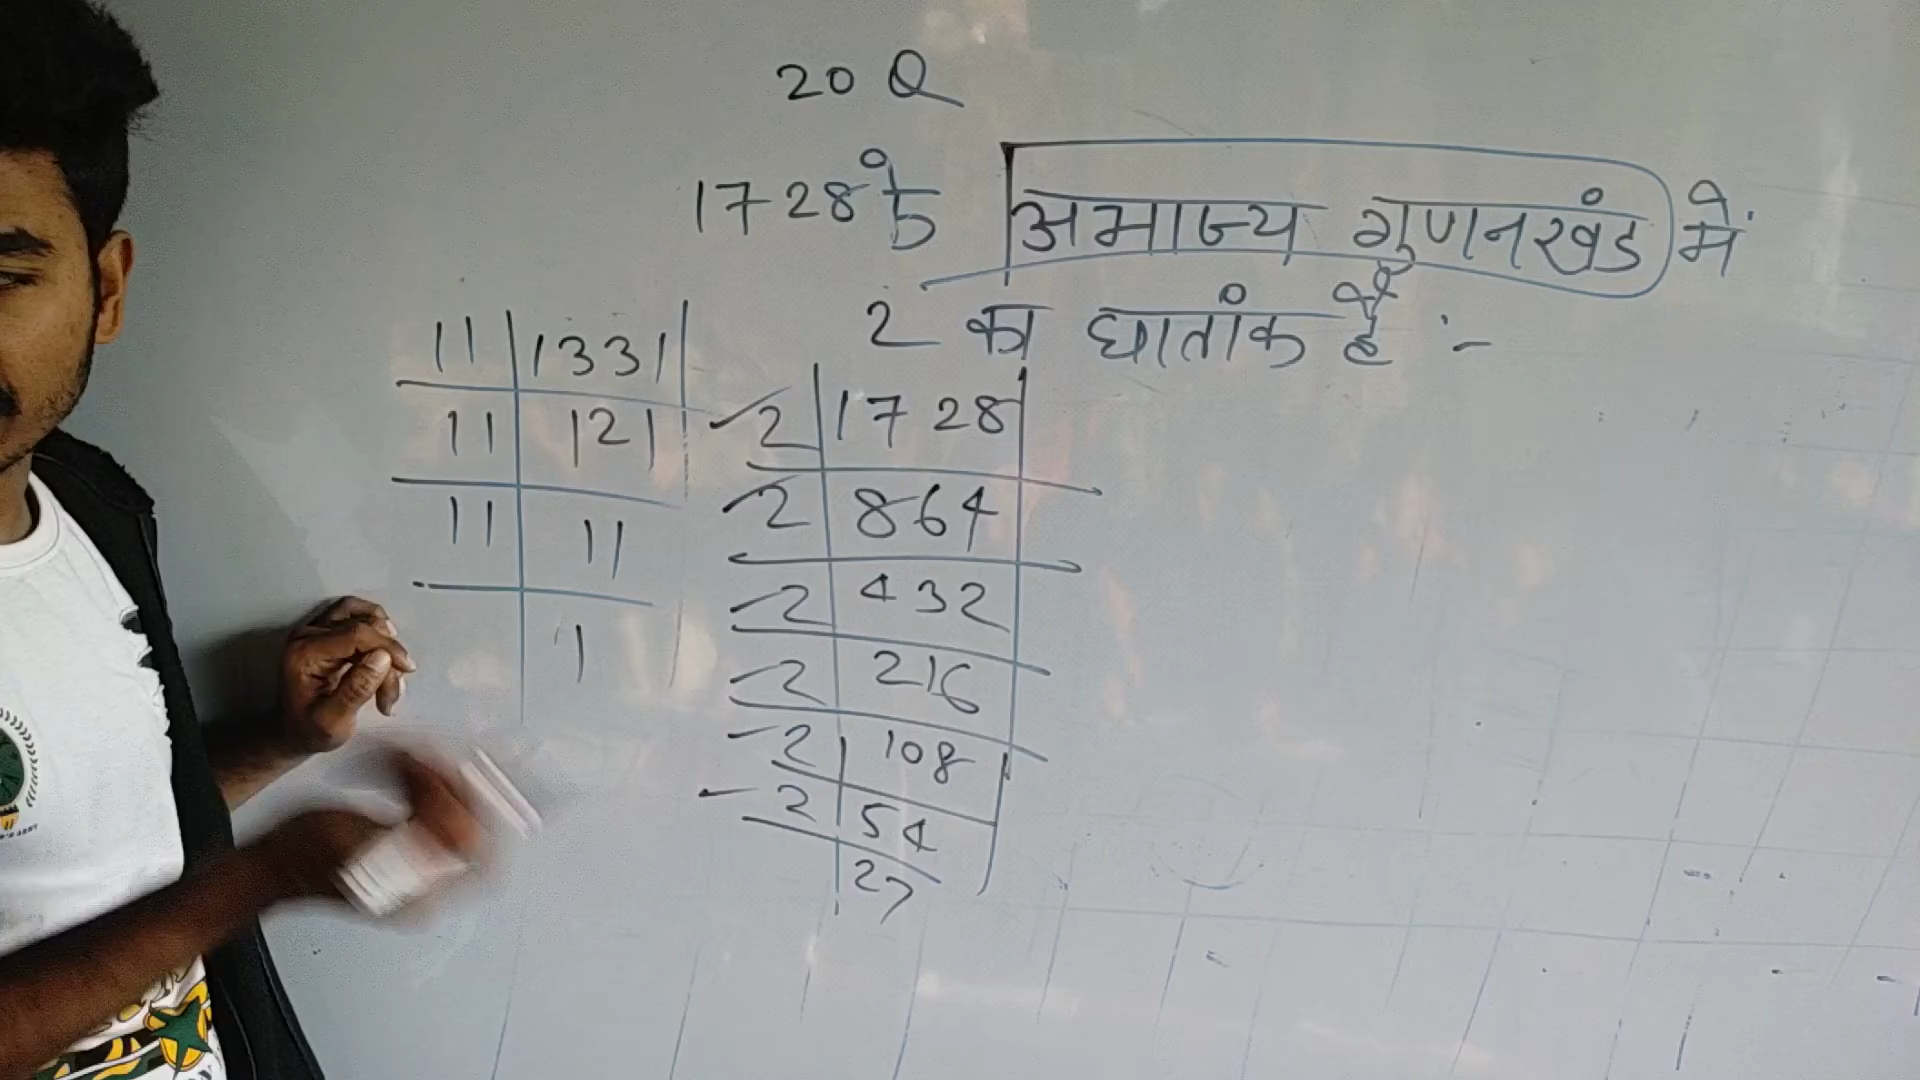 20 Q
1728 के अभाज्य गुणनखंड में
2 का घातांक है :-
11 | 1331
11 | 121
11 | 11
1
2 | 1728
2 | 864
2 | 432
2 | 216
2 | 108
2 | 54
27